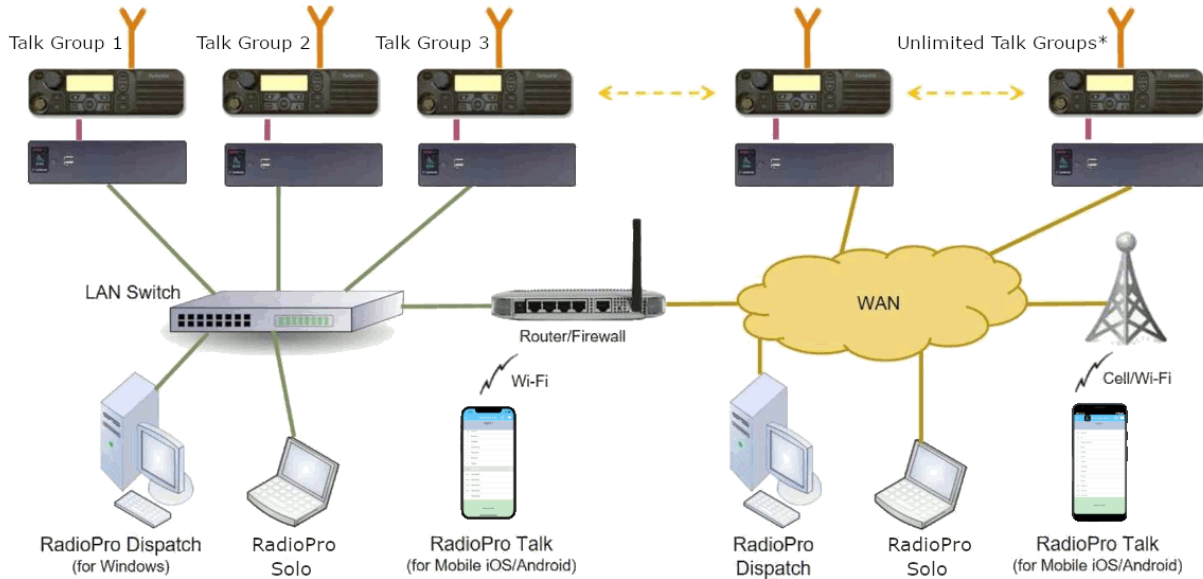 Talk Group 1
Talk Group 2
Talk Group 3
Unlimited Talk Groups*
LAN Switch
Router/Firewall
WAN
Wi-Fi
Cell/Wi-Fi
RadioPro Dispatch
(for Windows)
RadioPro
Solo
RadioPro Talk
(for Mobile iOS/Android)
RadioPro
Dispatch
RadioPro
Solo
RadioPro Talk
(for Mobile iOS/Android)